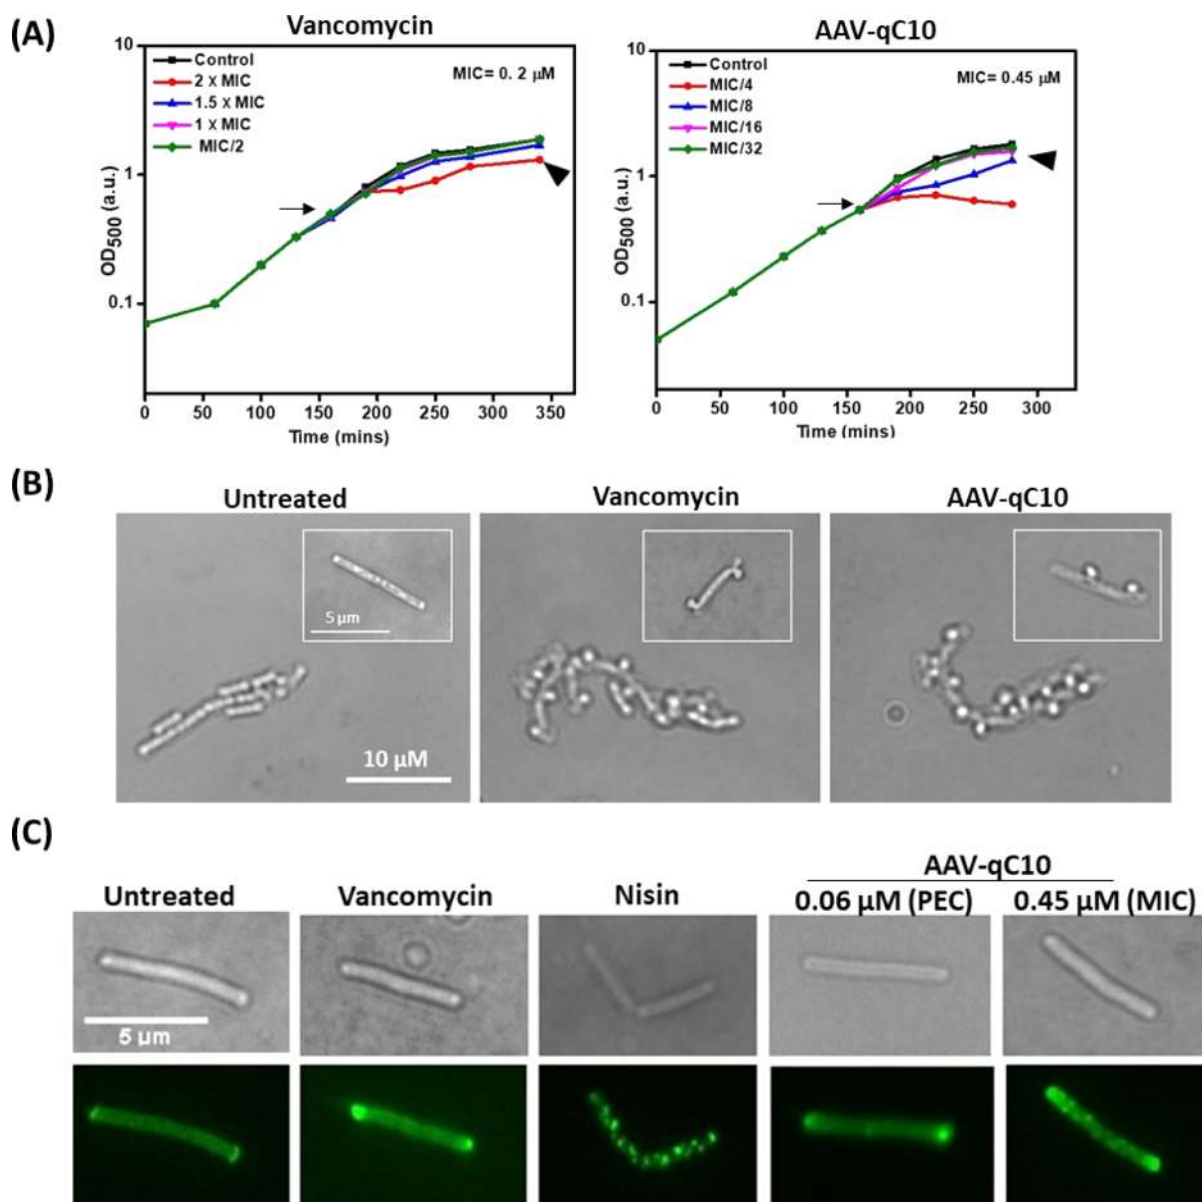 (A)
Vancomycin
10
1
0.1
OD500 (a.u.)
Control
2 X MIC
1.5 X MIC
1 X MIC
MIC/2
MIC= 0. 2 µM
0 50 100 150 200 250 300 350
Time (mins)
AAV-qC10
10
1
0.1
OD500 (a.u.)
Control
MIC/4
MIC/8
MIC/16
MIC/32
MIC= 0.45 µM
0 50 100 150 200 250 300
Time (mins)
(B)
Untreated
Vancomycin
AAV-qC10
5 µm
10 µM
(C)
AAV-qC10
Untreated
Vancomycin
Nisin
0.06 µM (PEC)
0.45 µM (MIC)
5 µm